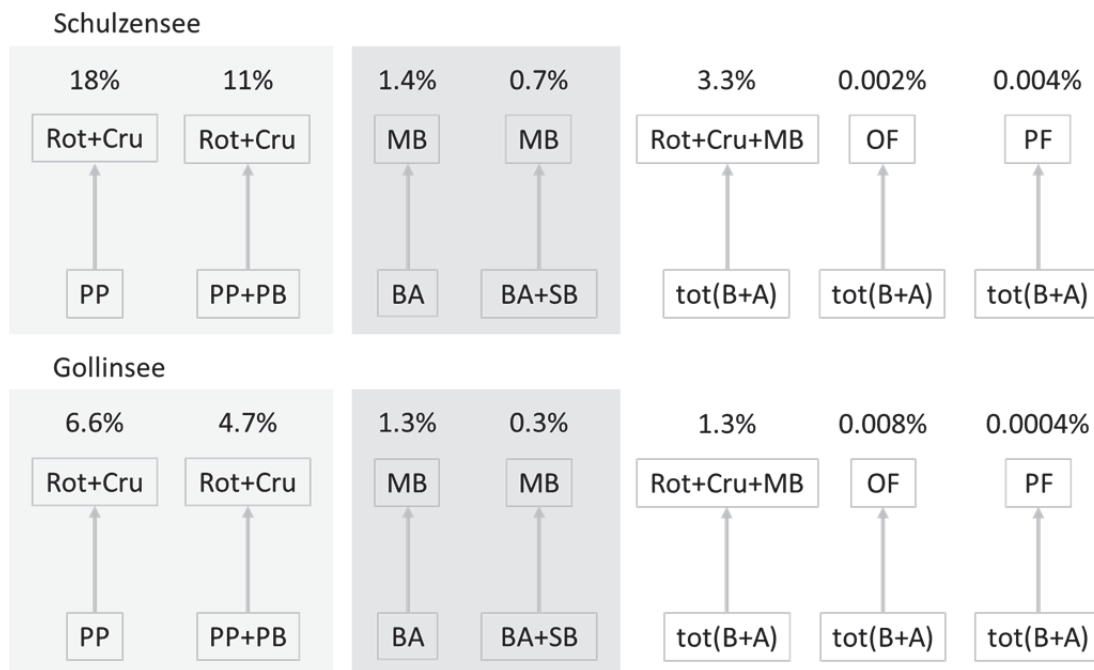 Schulzensee
18% 11% 1.4% 0.7% 3.3% 0.002% 0.004%
Rot+Cru Rot+Cru MB MB Rot+Cru+MB OF PF
PP PP+PB BA BA+SB tot(B+A) tot(B+A) tot(B+A)
Gollinsee
6.6% 4.7% 1.3% 0.3% 1.3% 0.008% 0.0004%
Rot+Cru Rot+Cru MB MB Rot+Cru+MB OF PF
PP PP+PB BA BA+SB tot(B+A) tot(B+A) tot(B+A)